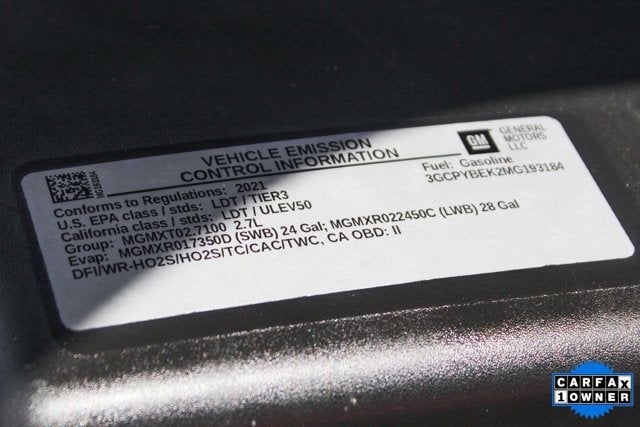 VEHICLE EMISSION
CONTROL INFORMATION
GM
GENERAL
MOTORS
LLC
Fuel: Gasoline
3GCPYBEK2MG193184
Conforms to Regulations: 2021
U.S. EPA class / stds: LDT / TIER3
California class / stds: LDT / ULEV50
Group: MGMXT02.7100 2.7L
Evap: MGMXR017350D (SWB) 24 Gal; MGMXR022450C (LWB) 28 Gal
DFI/WR-HO2S/HO2S/TC/CAC/TWC, CA OBD: II
CARFAX
1 OWNER